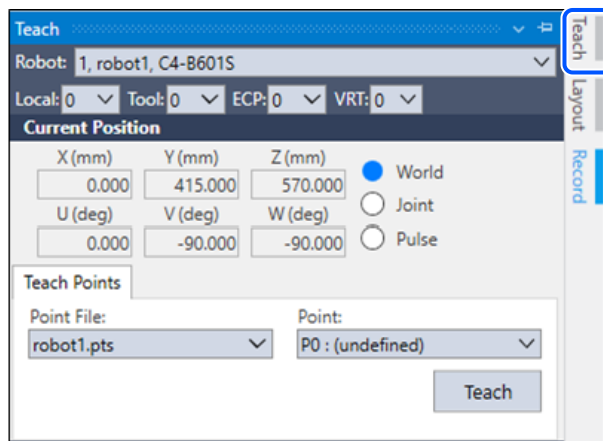 Teach
Robot: 1, robot1, C4-B601S
Local: 0 Tool: 0 ECP: 0 VRT: 0
Current Position
X (mm) Y (mm) Z (mm)
0.000 415.000 570.000
U (deg) V (deg) W (deg)
0.000 -90.000 -90.000
World
Joint
Pulse
Teach Points
Point File: Point:
robot1.pts P0 : (undefined)
Teach
Teach
Layout
Record